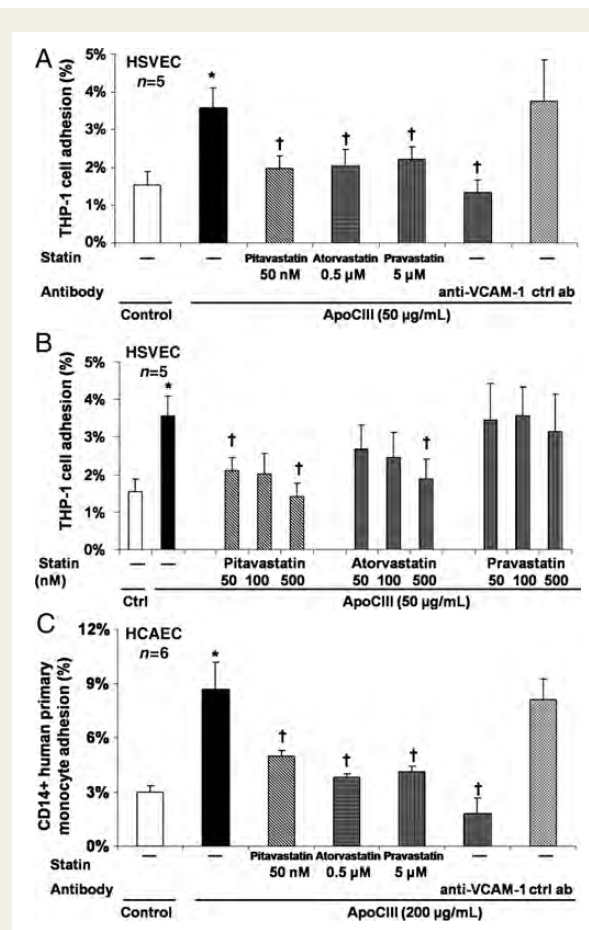 A
HSVEC
n=5
THP-1 cell adhesion (%)
5%
4%
3%
2%
1%
0%
*
†
†
†
†
Statin — — Pitavastatin Atorvastatin Pravastatin — —
50 nM 0.5 µM 5 µM
Antibody anti-VCAM-1 ctrl ab
Control ApoCIII (50 µg/mL)
B
HSVEC
n=5
THP-1 cell adhesion (%)
5%
4%
3%
2%
1%
0%
*
†
†
†
Statin — — Pitavastatin Atorvastatin Pravastatin
(nM) 50 100 500 50 100 500 50 100 500
Ctrl ApoCIII (50 µg/mL)
C
HCAEC
n=6
CD14+ human primary
monocyte adhesion (%)
12%
9%
6%
3%
0%
*
†
†
†
†
Statin — — Pitavastatin Atorvastatin Pravastatin — —
50 nM 0.5 µM 5 µM
Antibody anti-VCAM-1 ctrl ab
Control ApoCIII (200 µg/mL)